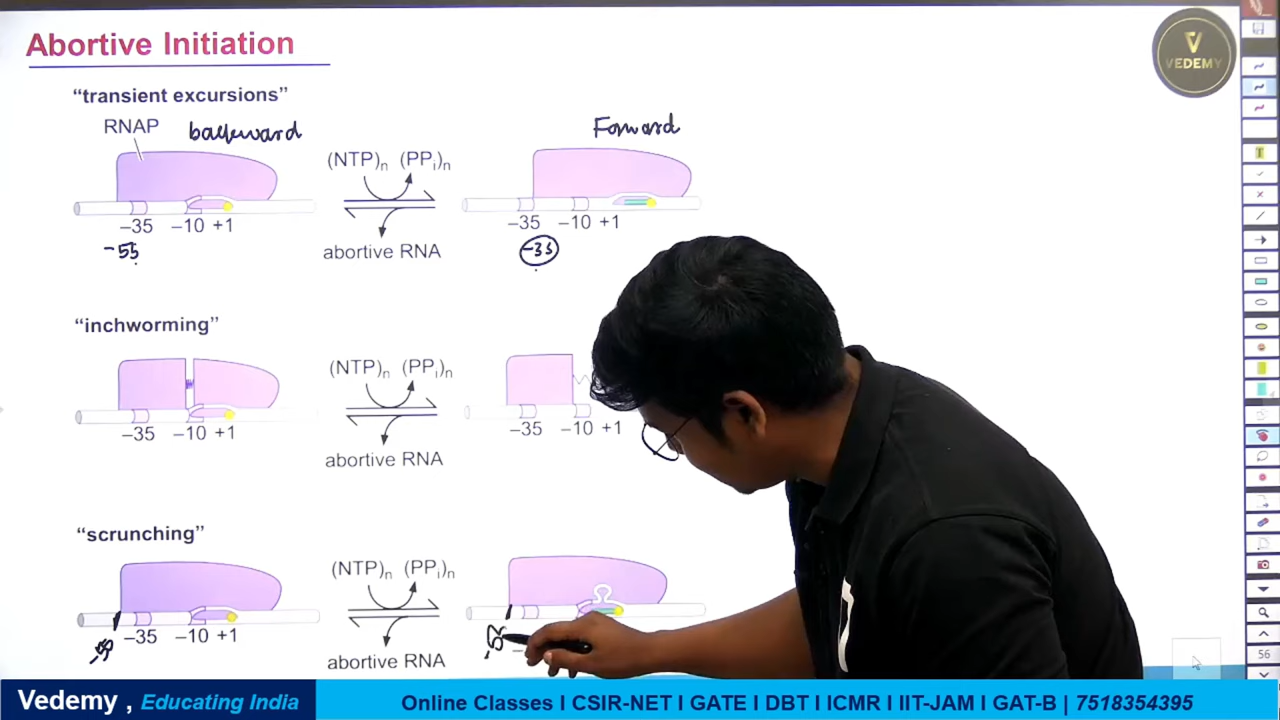 Abortive Initiation
VEDEMY
"transient excursions"
RNAP
Forward
(NTP)n (PPi)n
–35 –10 +1
–35 –10 +1
-55
-35
abortive RNA
"inchworming"
(NTP)n (PPi)n
–35 –10 +1
–35 –10 +1
abortive RNA
"scrunching"
(NTP)n (PPi)n
–35 –10 +1
abortive RNA
56
Vedemy , Educating India
Online Classes I CSIR-NET I GATE I DBT I ICMR I IIT-JAM I GAT-B | 7518354395